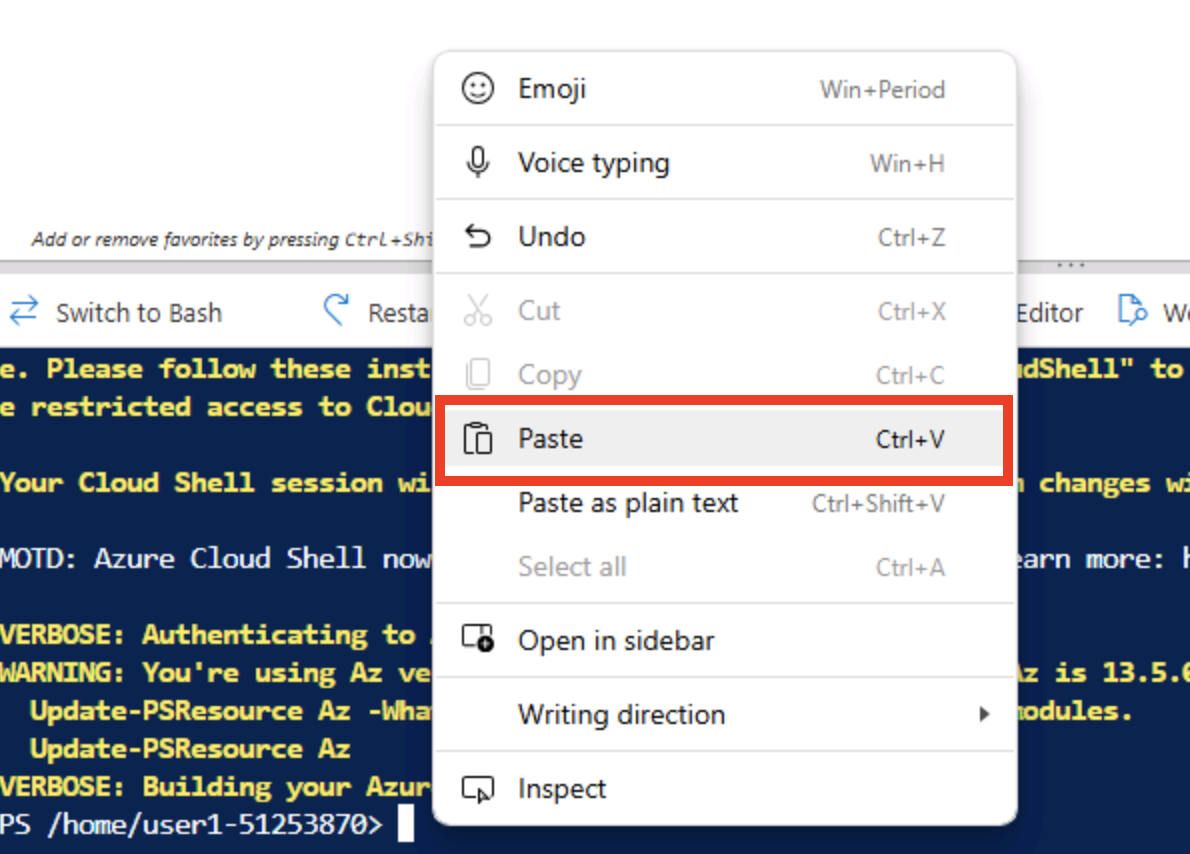 Emoji Win+Period
Voice typing Win+H
Undo Ctrl+Z
Cut Ctrl+X
Copy Ctrl+C
Paste Ctrl+V
Paste as plain text Ctrl+Shift+V
Select all Ctrl+A
Open in sidebar
Writing direction
Inspect
Add or remove favorites by pressing Ctrl+Shi
Switch to Bash Resta Editor
e. Please follow these inst udShell" to
e restricted access to Clou
Your Cloud Shell session wi changes wi
MOTD: Azure Cloud Shell now earn more: h
VERBOSE: Authenticating to
WARNING: You're using Az ve Az is 13.5.
Update-PSResource Az -Wha modules.
Update-PSResource Az
VERBOSE: Building your Azur
PS /home/user1-51253870>